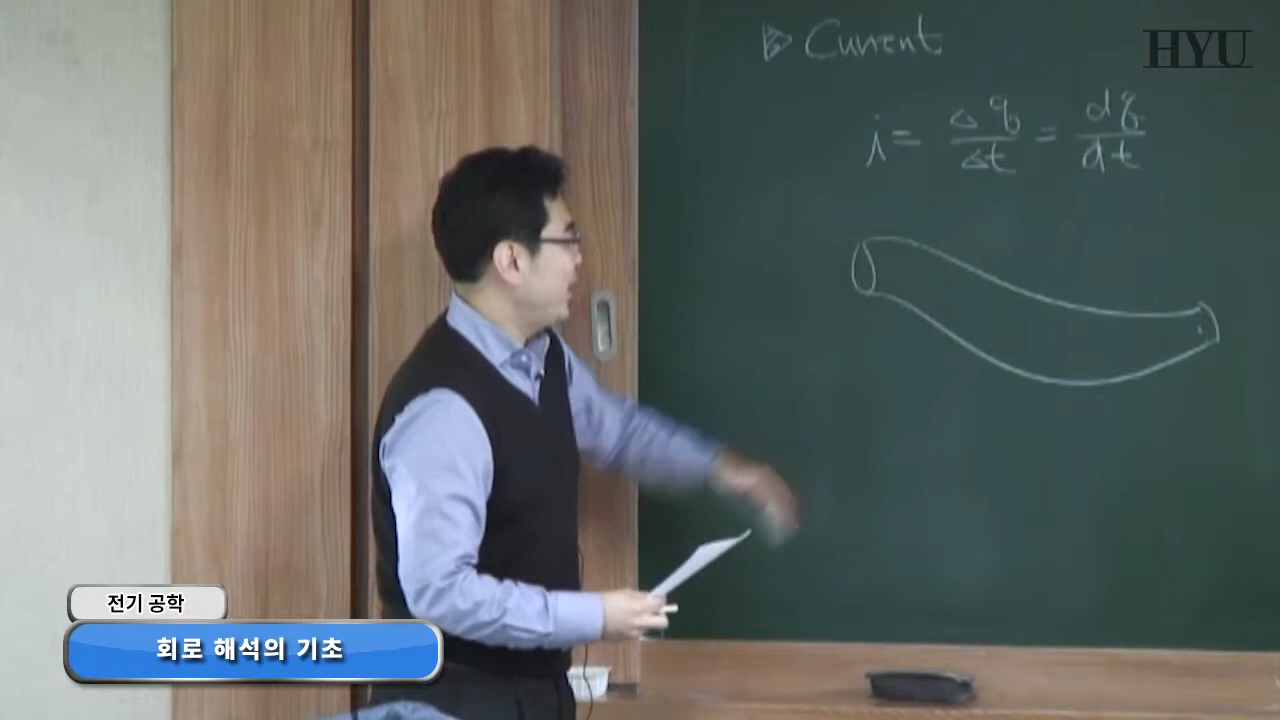 Current
HYU
i = Δq/Δt = dq/dt
전기 공학
회로 해석의 기초